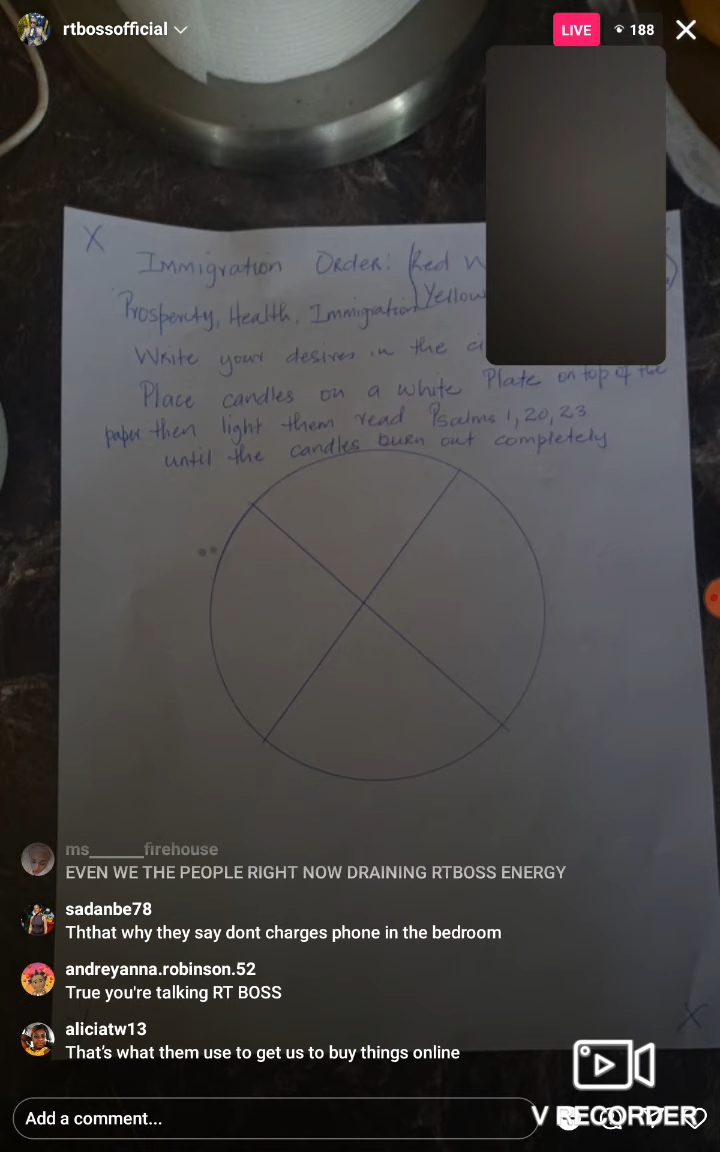 rtbossofficial
LIVE 188
X
Immigration Order: (Red
Prosperity, Health, Immigration Yellow
Write your desires in the
Place candles on a white Plate on top of the
paper then light them read Psalms 1, 20, 23
until the candles burn out completely
ms______firehouse
EVEN WE THE PEOPLE RIGHT NOW DRAINING RTBOSS ENERGY
sadanbe78
Ththat why they say dont charges phone in the bedroom
andreyanna.robinson.52
True you're talking RT BOSS
aliciatw13
That's what them use to get us to buy things online
X
Add a comment...
V RECORDER